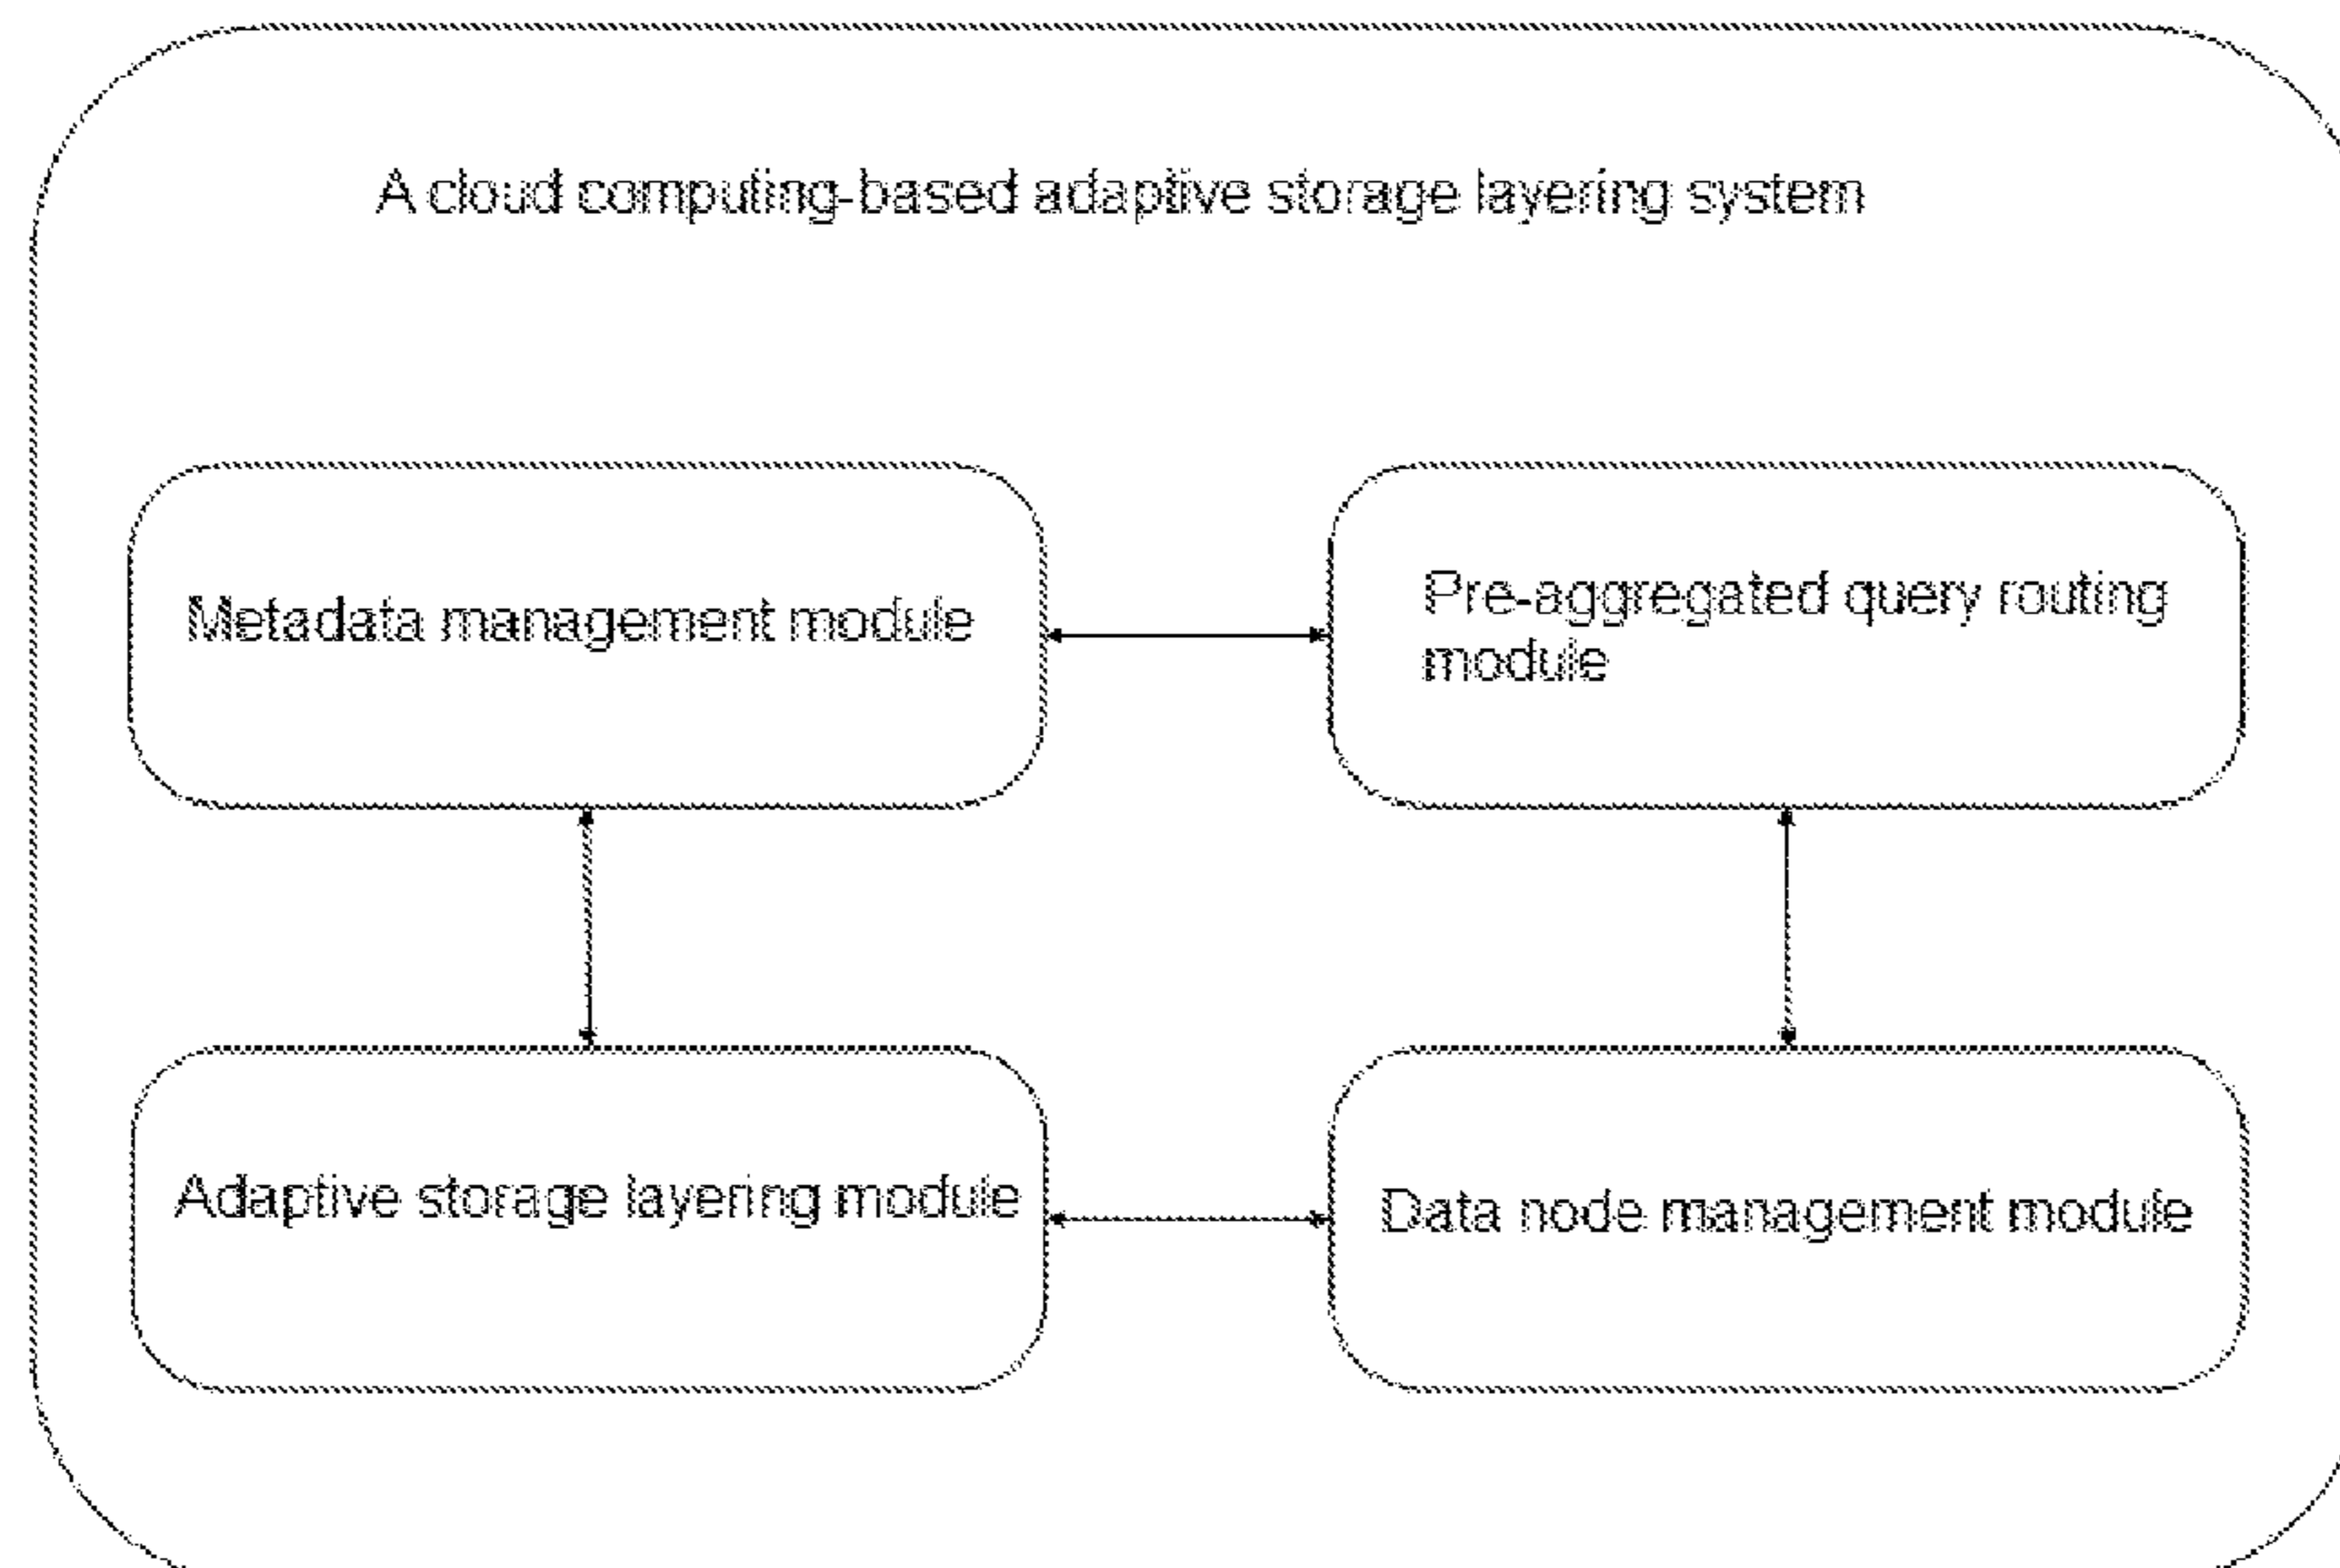 A cloud computing-based adaptive storage layering system
Metadata management module
Pre-aggregated query routing
module
Adaptive storage layering module
Data node management module